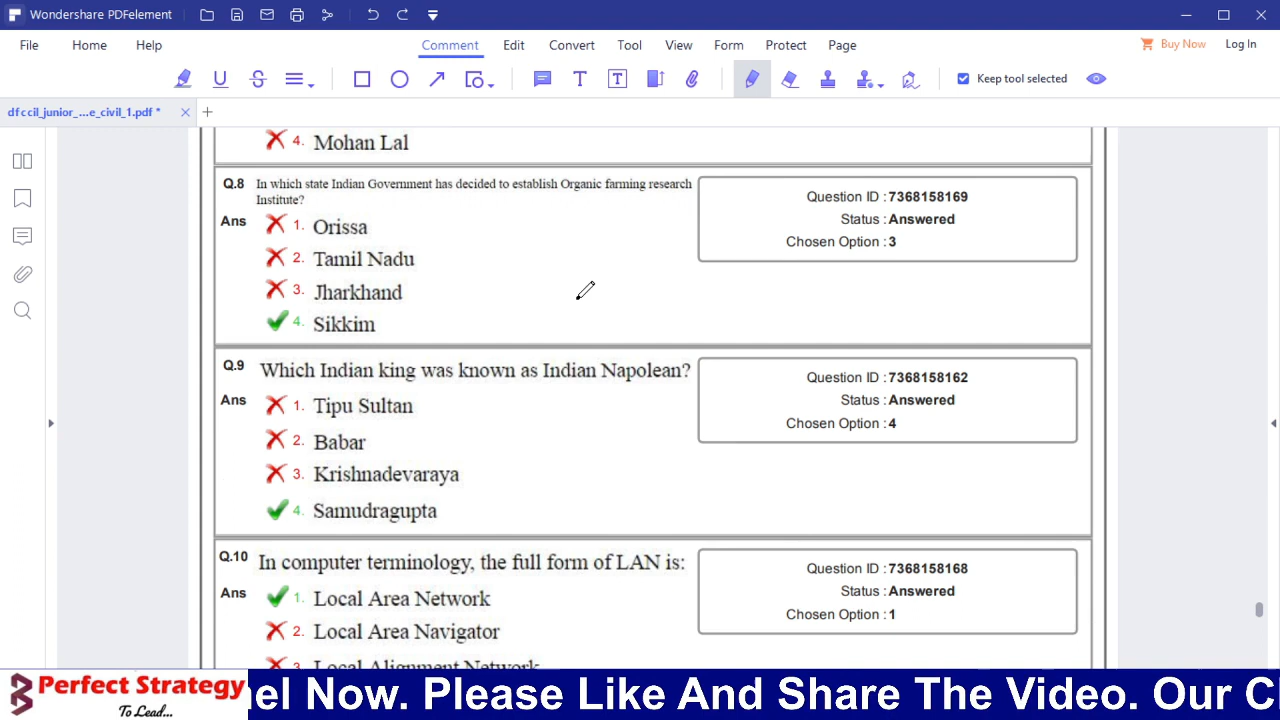 Wondershare PDFelement
File Home Help Comment Edit Convert Tool View Form Protect Page Buy Now Log In
Keep tool selected
dfccil_junior_...e_civil_1.pdf *
4. Mohan Lal
Q.8 In which state Indian Government has decided to establish Organic farming research
Institute?
Ans 1. Orissa
2. Tamil Nadu
3. Jharkhand
4. Sikkim
Question ID : 7368158169
Status : Answered
Chosen Option : 3
Q.9 Which Indian king was known as Indian Napolean?
Ans 1. Tipu Sultan
2. Babar
3. Krishnadevaraya
4. Samudragupta
Question ID : 7368158162
Status : Answered
Chosen Option : 4
Q.10 In computer terminology, the full form of LAN is:
Ans 1. Local Area Network
2. Local Area Navigator
3. Local Alignment Network
Question ID : 7368158168
Status : Answered
Chosen Option : 1
Perfect Strategy
To Lead...
nel Now. Please Like And Share The Video. Our Ch